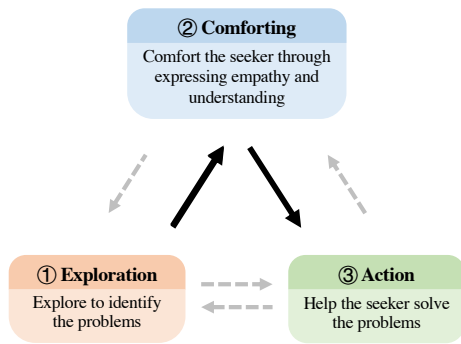 ② Comforting
Comfort the seeker through
expressing empathy and
understanding
① Exploration
Explore to identify
the problems
③ Action
Help the seeker solve
the problems